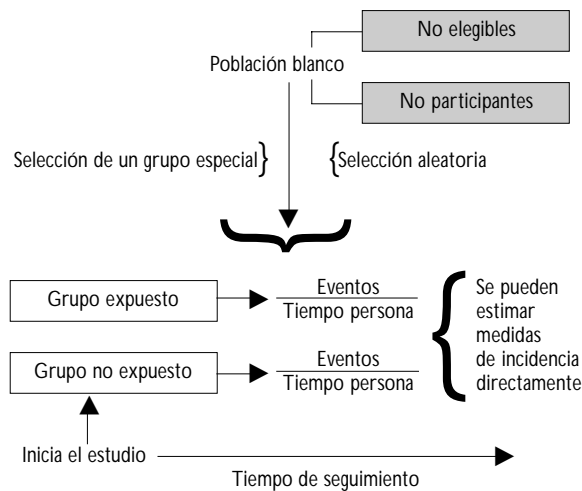 No elegibles
Población blanco
No participantes
Selección de un grupo especial}
{Selección aleatoria
Grupo expuesto
Eventos
Tiempo persona
Grupo no expuesto
Eventos
Tiempo persona
Se pueden
estimar
medidas
de incidencia
directamente
Inicia el estudio
Tiempo de seguimiento